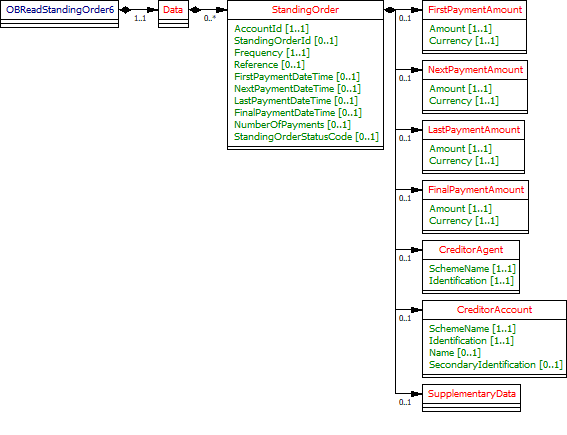 OBReadStandingOrder6
1..1
Data
0..*
StandingOrder
AccountId [1..1]
StandingOrderId [0..1]
Frequency [1..1]
Reference [0..1]
FirstPaymentDateTime [0..1]
NextPaymentDateTime [0..1]
LastPaymentDateTime [0..1]
FinalPaymentDateTime [0..1]
NumberOfPayments [0..1]
StandingOrderStatusCode [0..1]
0..1
FirstPaymentAmount
Amount [1..1]
Currency [1..1]
0..1
NextPaymentAmount
Amount [1..1]
Currency [1..1]
0..1
LastPaymentAmount
Amount [1..1]
Currency [1..1]
0..1
FinalPaymentAmount
Amount [1..1]
Currency [1..1]
0..1
CreditorAgent
SchemeName [1..1]
Identification [1..1]
0..1
CreditorAccount
SchemeName [1..1]
Identification [1..1]
Name [0..1]
SecondaryIdentification [0..1]
0..1
SupplementaryData